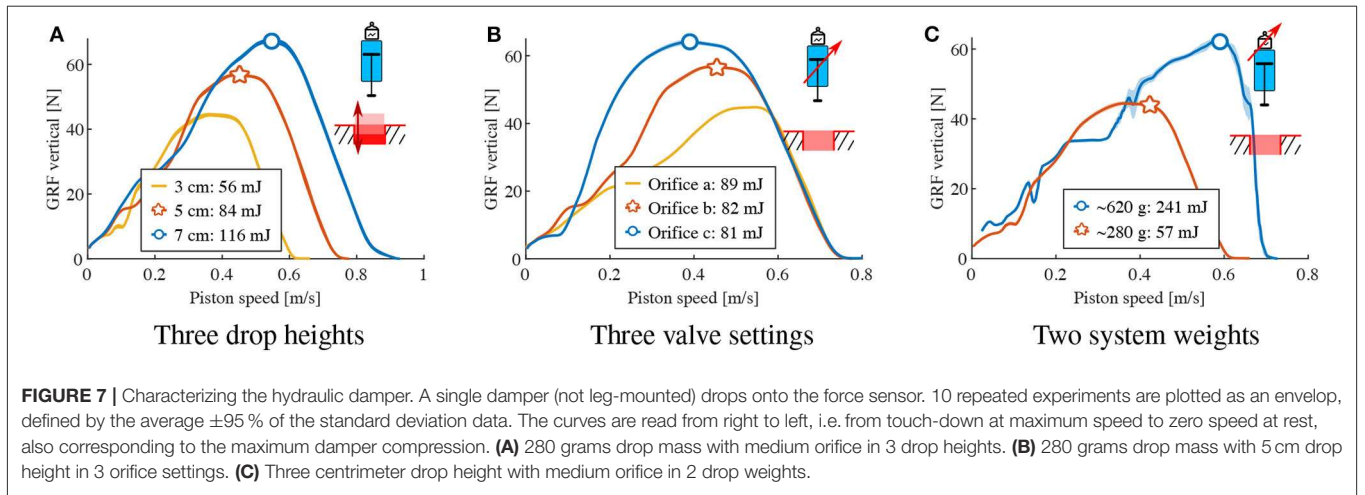 A
GRF vertical [N]
60
40
20
0
3 cm: 56 mJ
5 cm: 84 mJ
7 cm: 116 mJ
0 0.2 0.4 0.6 0.8 1
Piston speed [m/s]
Three drop heights
B
GRF vertical [N]
60
40
20
0
Orifice a: 89 mJ
Orifice b: 82 mJ
Orifice c: 81 mJ
0 0.2 0.4 0.6 0.8
Piston speed [m/s]
Three valve settings
C
GRF vertical [N]
60
40
20
0
~620 g: 241 mJ
~280 g: 57 mJ
0 0.2 0.4 0.6 0.8
Piston speed [m/s]
Two system weights
FIGURE 7 | Characterizing the hydraulic damper. A single damper (not leg-mounted) drops onto the force sensor. 10 repeated experiments are plotted as an envelop,
defined by the average ±95 % of the standard deviation data. The curves are read from right to left, i.e. from touch-down at maximum speed to zero speed at rest,
also corresponding to the maximum damper compression. (A) 280 grams drop mass with medium orifice in 3 drop heights. (B) 280 grams drop mass with 5 cm drop
height in 3 orifice settings. (C) Three centimeter drop height with medium orifice in 2 drop weights.